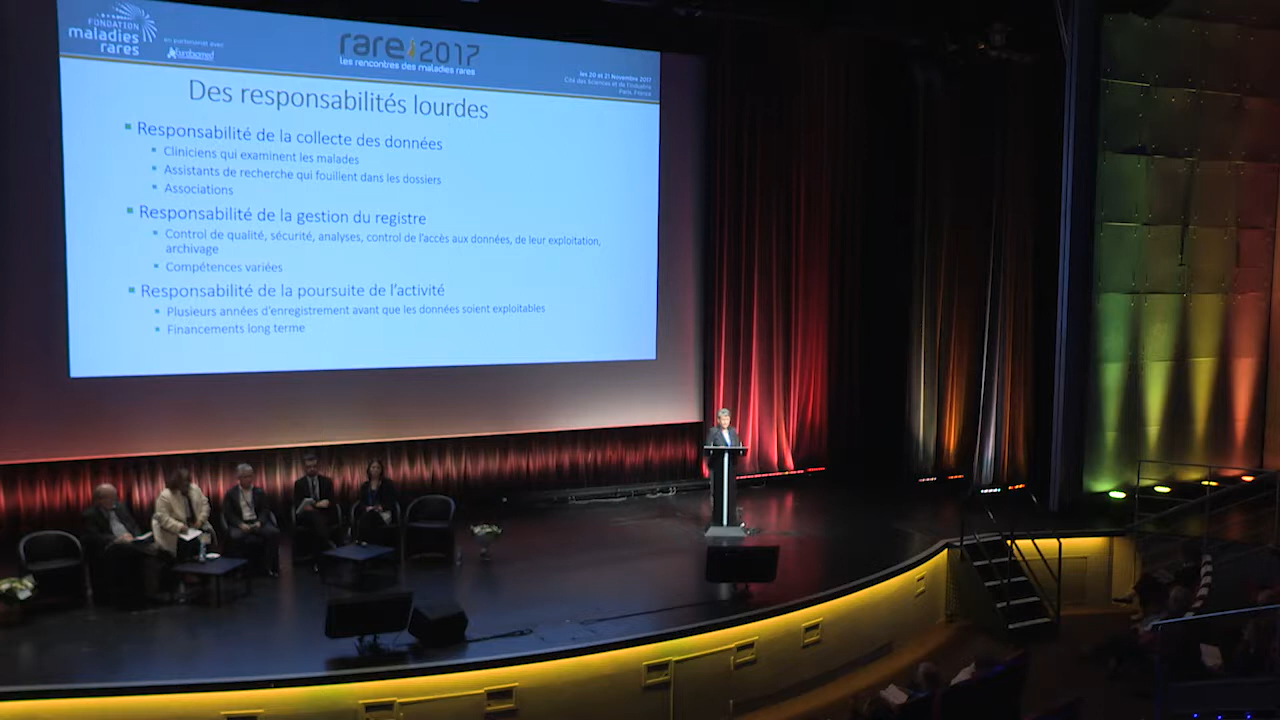 FONDATION
maladies
rares
en partenariat avec
rare 2017
les rencontres des maladies rares
les 20 et 21 Novembre 2017
Cité des Sciences et de l'Industrie
Paris, France
Des responsabilités lourdes
Responsabilité de la collecte des données
Cliniciens qui examinent les malades
Assistants de recherche qui fouillent dans les dossiers
Associations
Responsabilité de la gestion du registre
Control de qualité, sécurité, analyses, control de l'accès aux données, de leur exploitation,
archivage
Compétences variées
Responsabilité de la poursuite de l'activité
Plusieurs années d'enregistrement avant que les données soient exploitables
Financements long terme